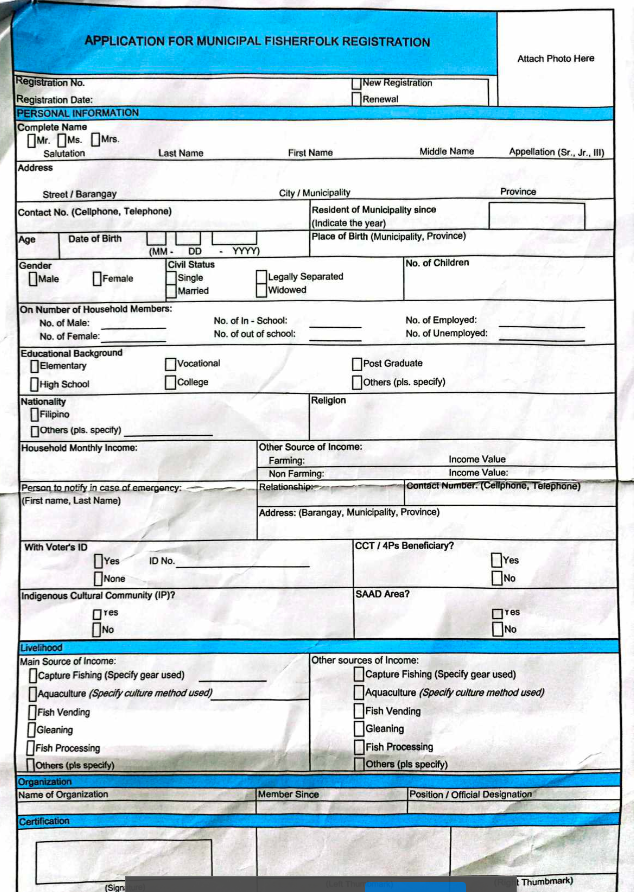 APPLICATION FOR MUNICIPAL FISHERFOLK REGISTRATION
Attach Photo Here
Registration No.
New Registration
Registration Date:
Renewal
PERSONAL INFORMATION
Complete Name
Mr. Ms. Mrs.
Salutation Last Name First Name Middle Name Appellation (Sr., Jr., III)
Address
Street / Barangay City / Municipality Province
Contact No. (Cellphone, Telephone)
Resident of Municipality since
(Indicate the year)
Age Date of Birth
(MM - DD - YYYY)
Place of Birth (Municipality, Province)
Gender
Male Female
Civil Status
Single Legally Separated
Married Widowed
No. of Children
On Number of Household Members:
No. of Male: No. of In - School: No. of Employed:
No. of Female: No. of out of school: No. of Unemployed:
Educational Background
Elementary Vocational Post Graduate
High School College Others (pls. specify)
Nationality
Filipino
Others (pls. specify)
Religion
Household Monthly Income:
Other Source of Income:
Farming: Income Value
Non Farming: Income Value:
Person to notify in case of emergency:
(First name, Last Name)
Relationship: Contact Number: (Cellphone, Telephone)
Address: (Barangay, Municipality, Province)
With Voter's ID
Yes ID No.
None
CCT / 4Ps Beneficiary?
Yes
No
Indigenous Cultural Community (IP)?
Yes
No
SAAD Area?
Yes
No
Livelihood
Main Source of Income:
Capture Fishing (Specify gear used)
Aquaculture (Specify culture method used)
Fish Vending
Gleaning
Fish Processing
Others (pls specify)
Other sources of Income:
Capture Fishing (Specify gear used)
Aquaculture (Specify culture method used)
Fish Vending
Gleaning
Fish Processing
Others (pls specify)
Organization
Name of Organization Member Since Position / Official Designation
Certification
Thumbmark)